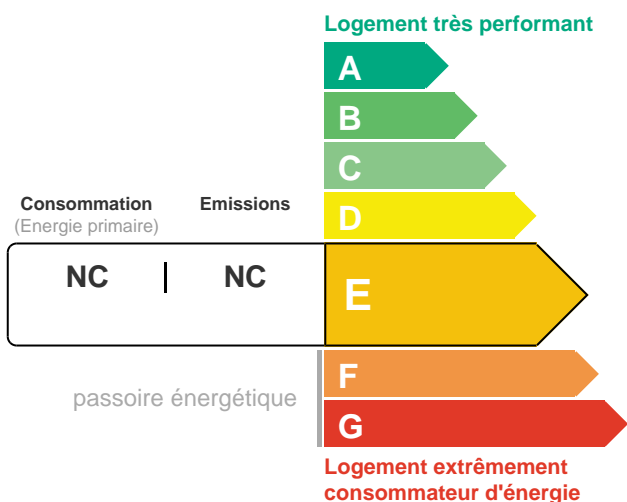 Logement très performant
A
B
C
Consommation Emissions
(Energie primaire)
D
NC | NC
E
F
passoire énergétique
G
Logement extrêmement
consommateur d'énergie